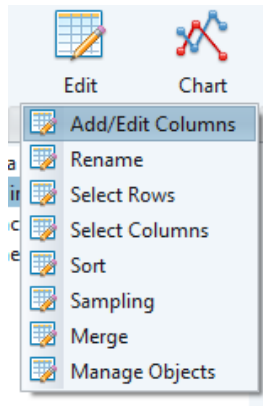 Edit Chart
Add/Edit Columns
Rename
Select Rows
Select Columns
Sort
Sampling
Merge
Manage Objects